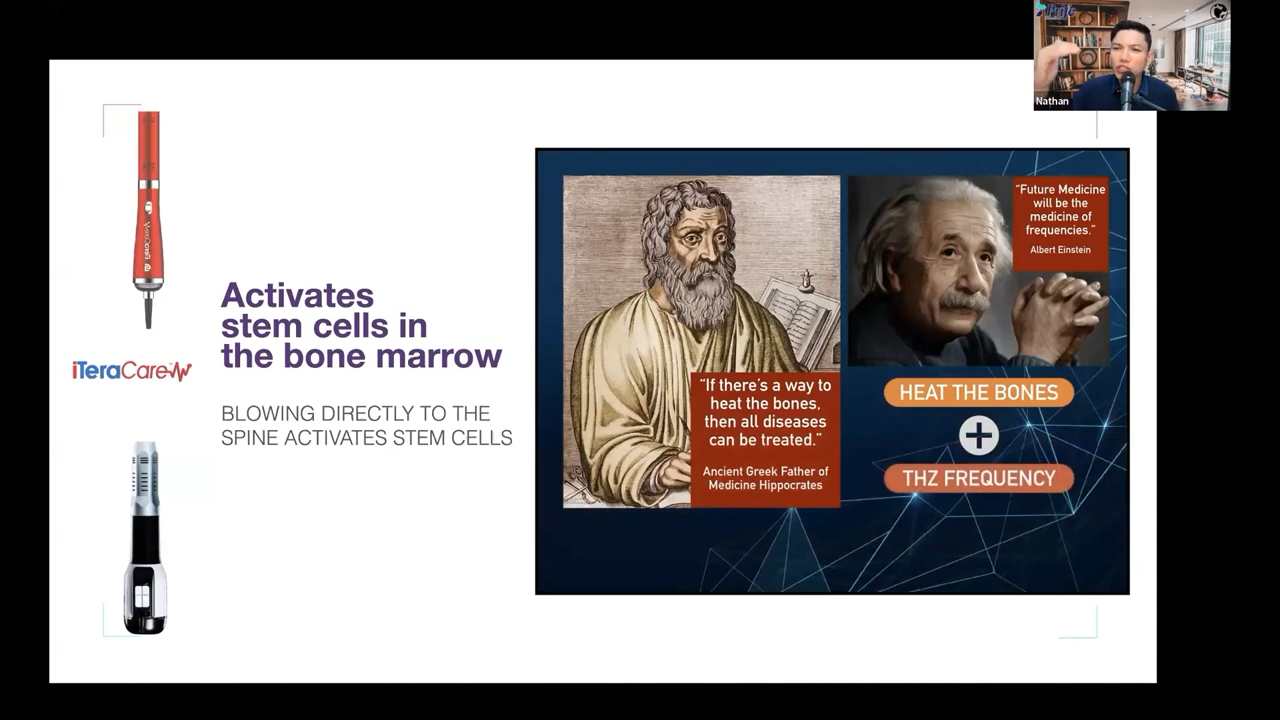 Prife
Nathan
iTeraCare
Activates
stem cells in
the bone marrow
BLOWING DIRECTLY TO THE
SPINE ACTIVATES STEM CELLS
"If there's a way to
heat the bones,
then all diseases
can be treated."
Ancient Greek Father of
Medicine Hippocrates
"Future Medicine
will be the
medicine of
frequencies."
Albert Einstein
HEAT THE BONES
+
THZ FREQUENCY